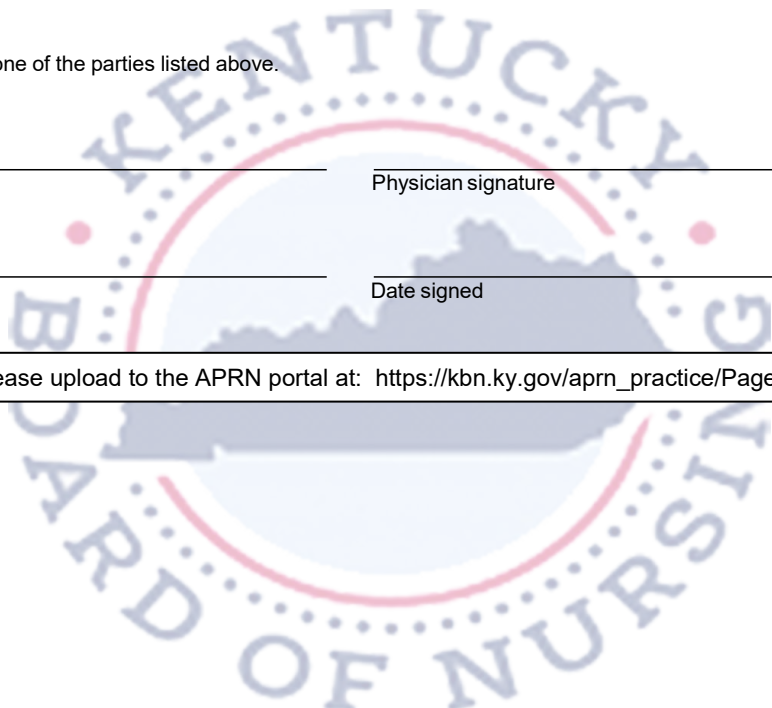 KENTUCKY
one of the parties listed above.
Physician signature
Date signed
ease upload to the APRN portal at: https://kbn.ky.gov/aprn_practice/Page
BOARD OF NURSING